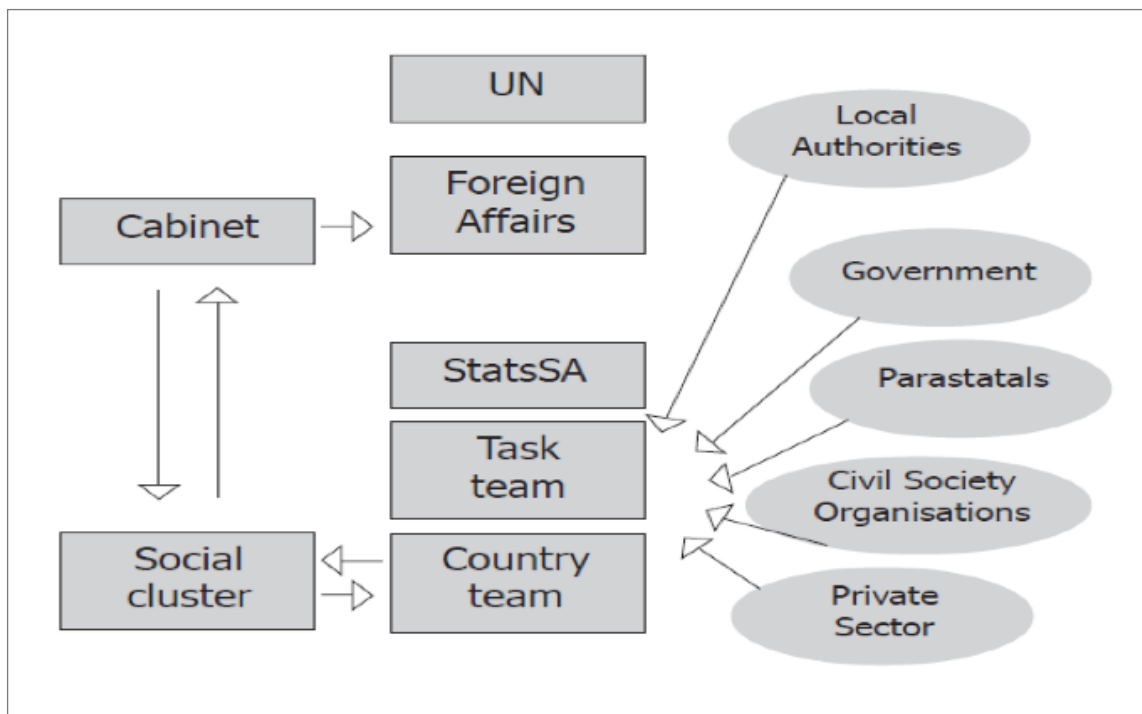 UN
Foreign
Affairs
Cabinet
StatsSA
Task
team
Social
cluster
Country
team
Local
Authorities
Government
Parastatals
Civil Society
Organisations
Private
Sector